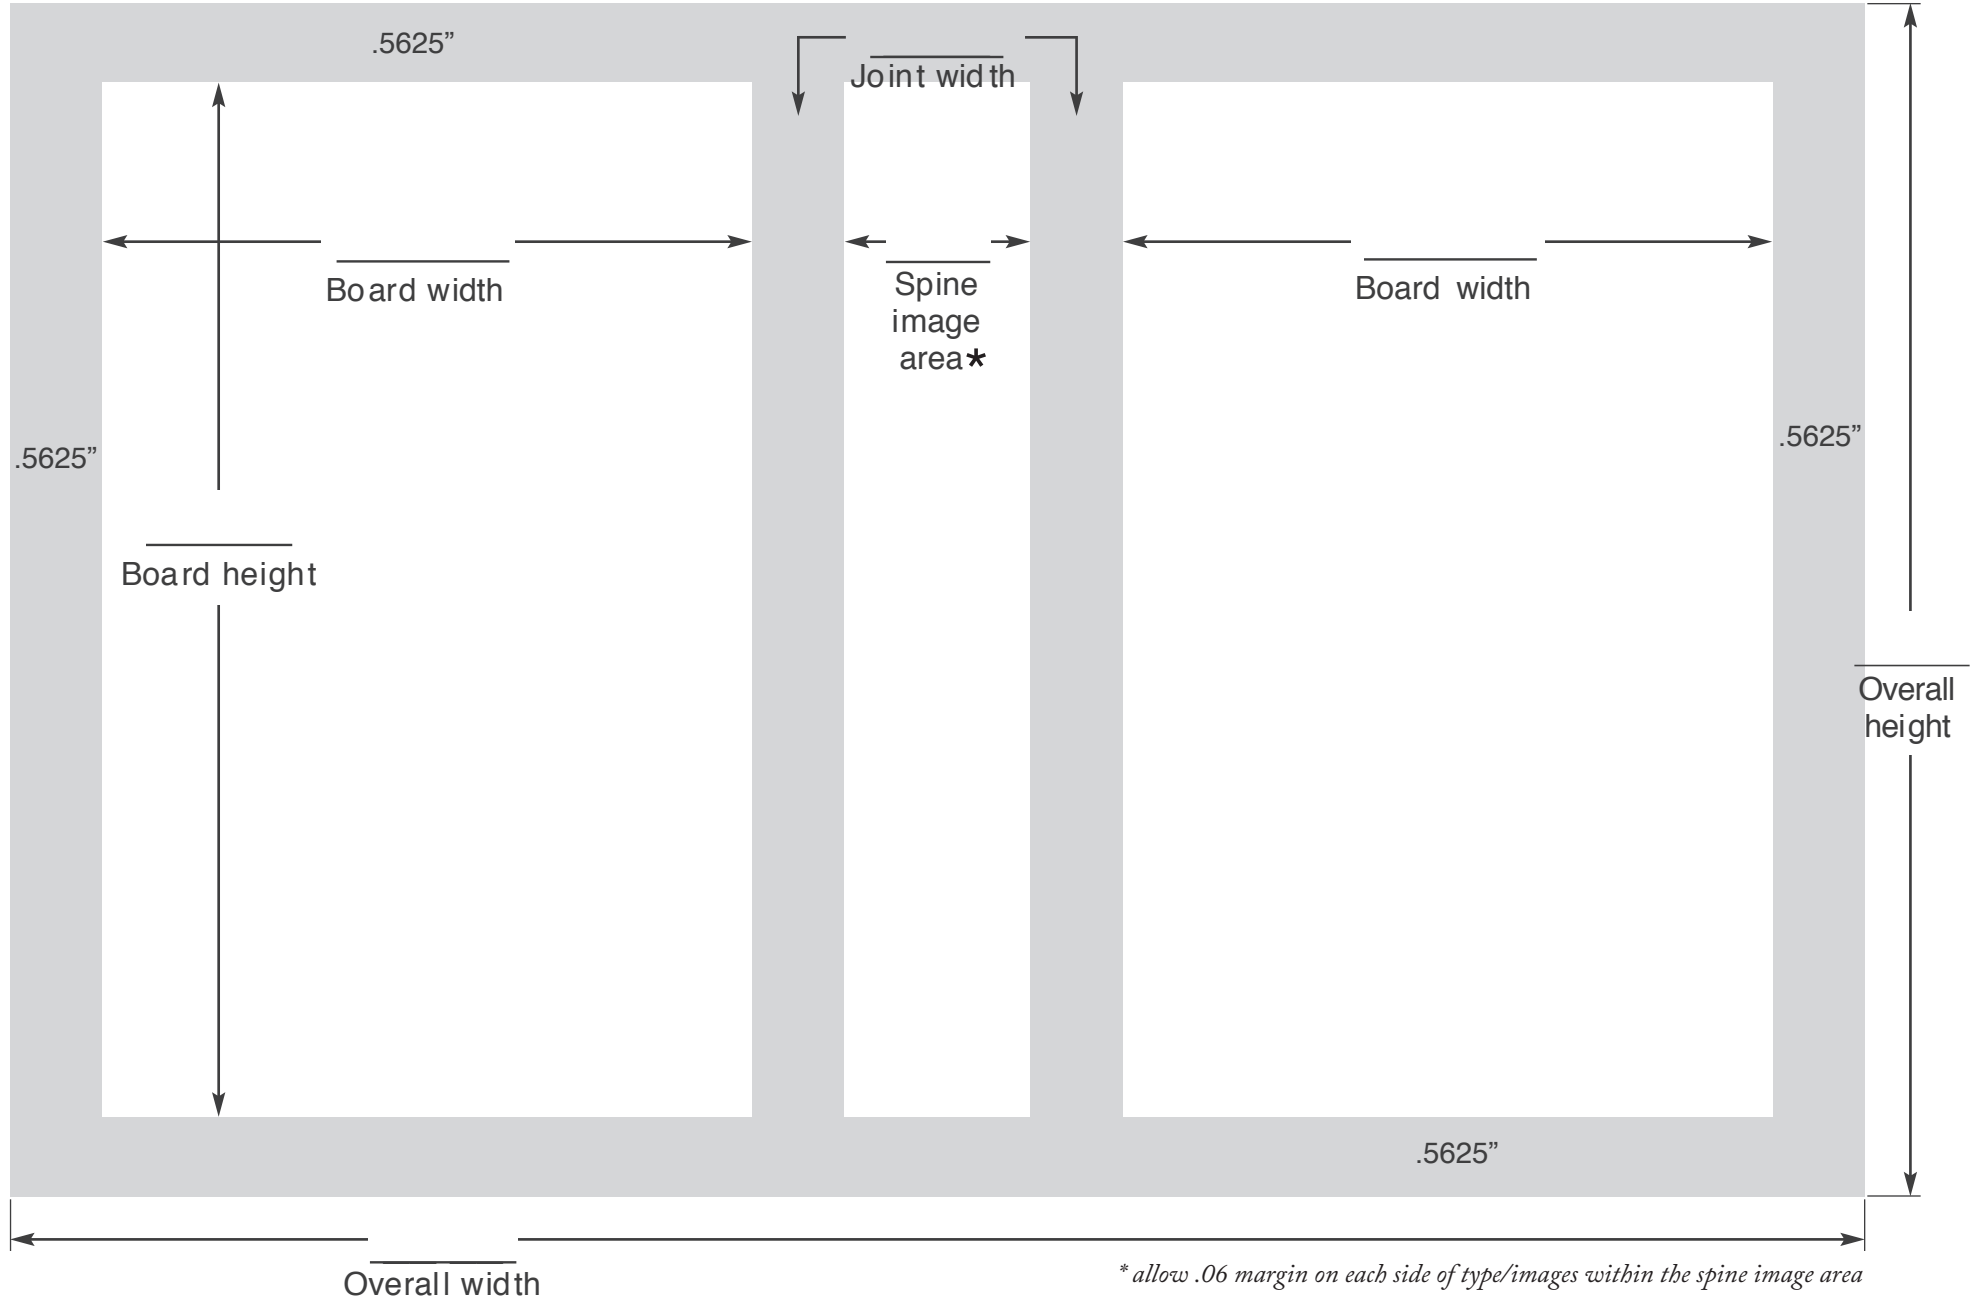 .5625”
Joint width
Board width
Spine
image
area*
Board width
.5625”
.5625”
Board height
Overall
height
.5625”
Overall width
* allow .06 margin on each side of type/images within the spine image area